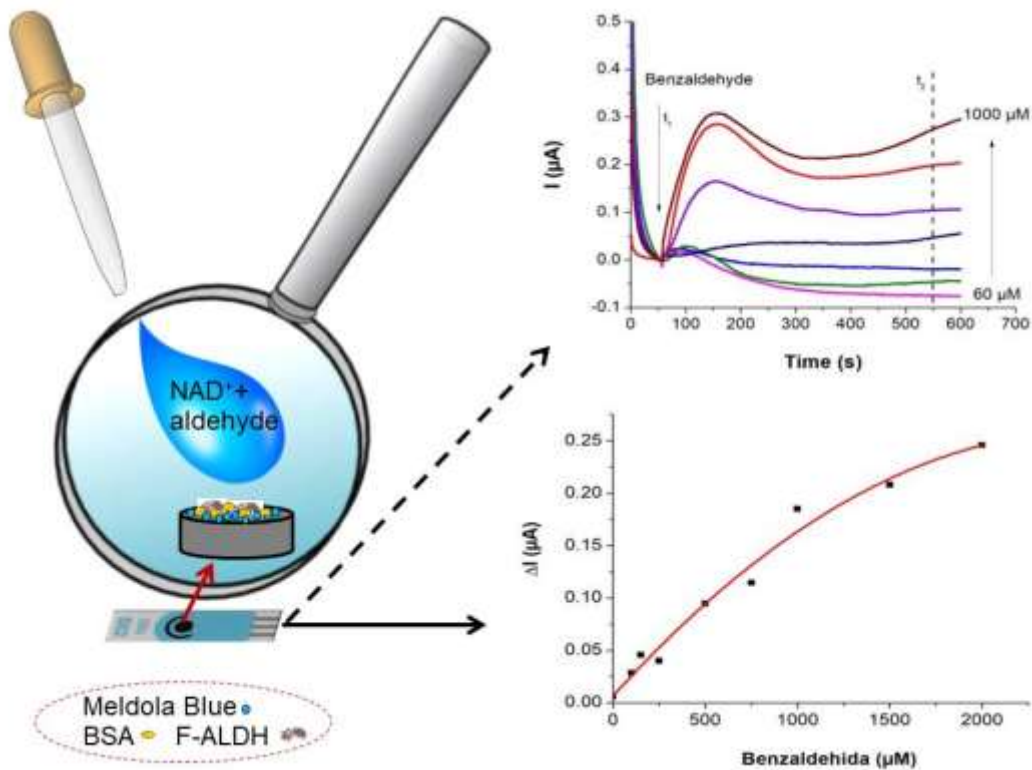 NAD⁺+
aldehyde
Meldola Blue
BSA F-ALDH
I (µA)
0.5
0.4
0.3
0.2
0.1
0.0
-0.1
Benzaldehyde
t₁
t₂
1000 µM
60 µM
0 100 200 300 400 500 600 700
Time (s)
ΔI (µA)
0.25
0.20
0.15
0.10
0.05
0.00
0 500 1000 1500 2000
Benzaldehida (µM)